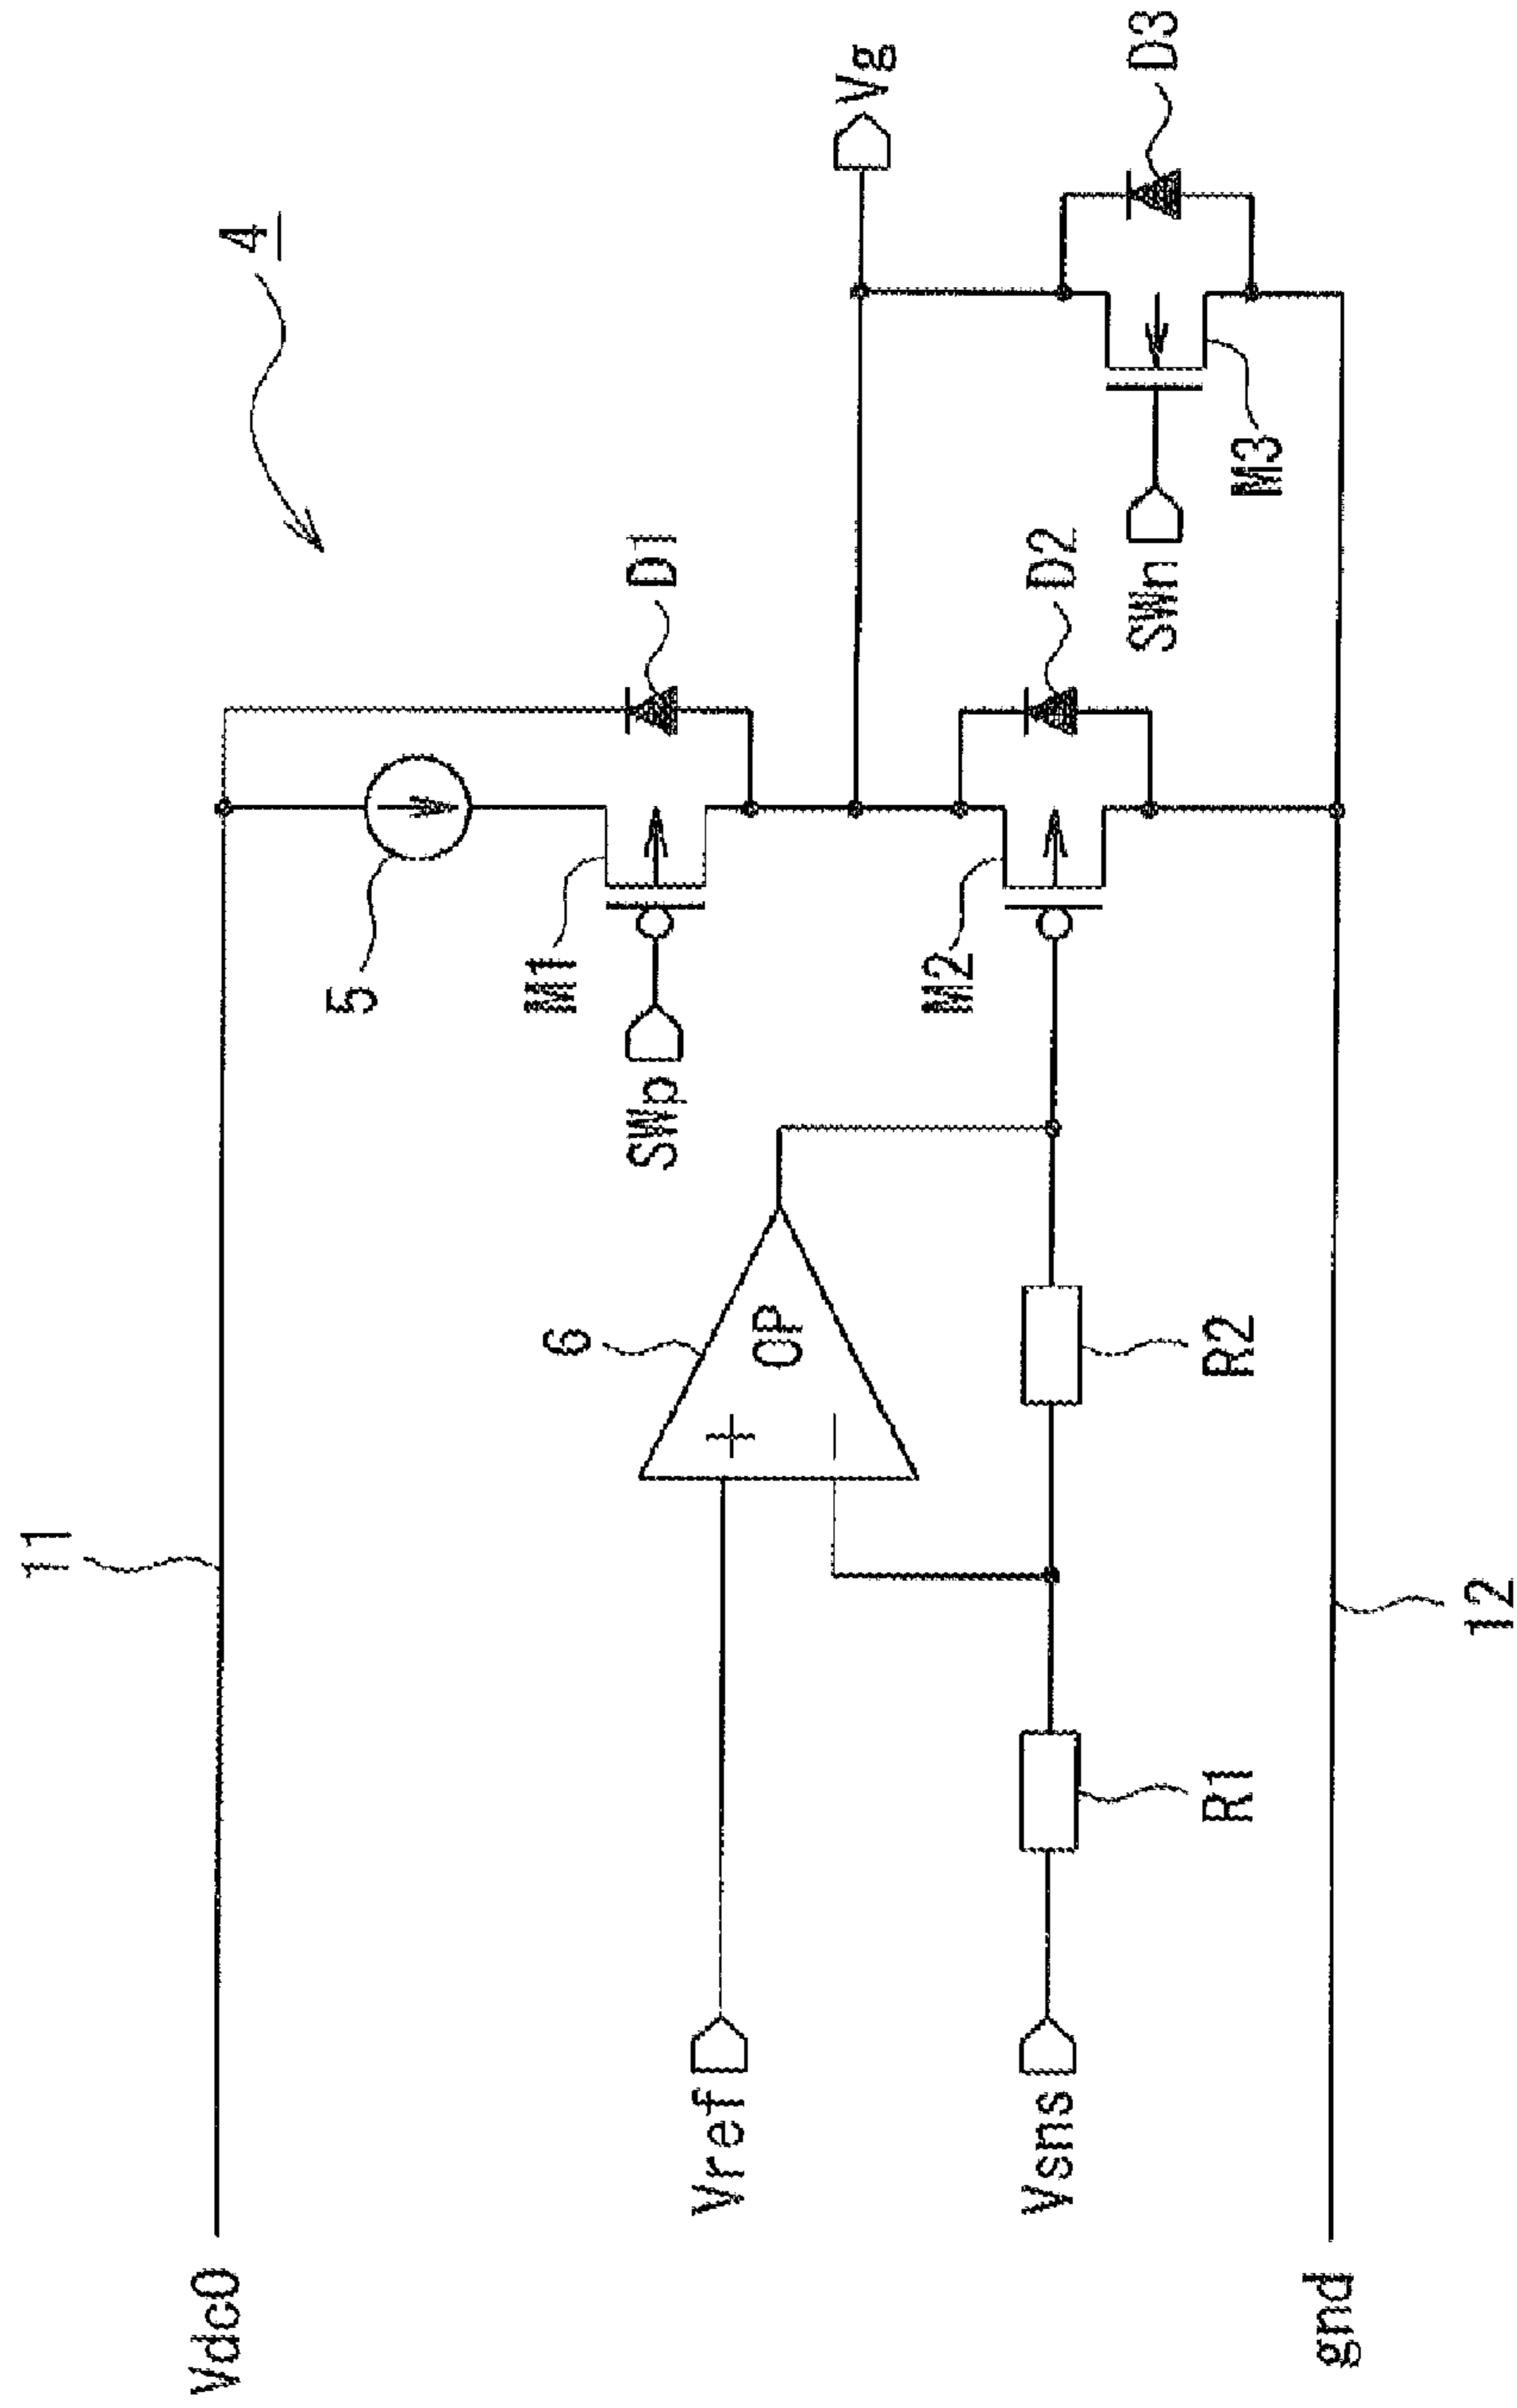 4
11
Vdc0
5
D1
M1
SWp
Vg
6
OP
+
−
Vref
M2
D2
D3
SWn
M3
Vsns
R1
R2
gnd
12